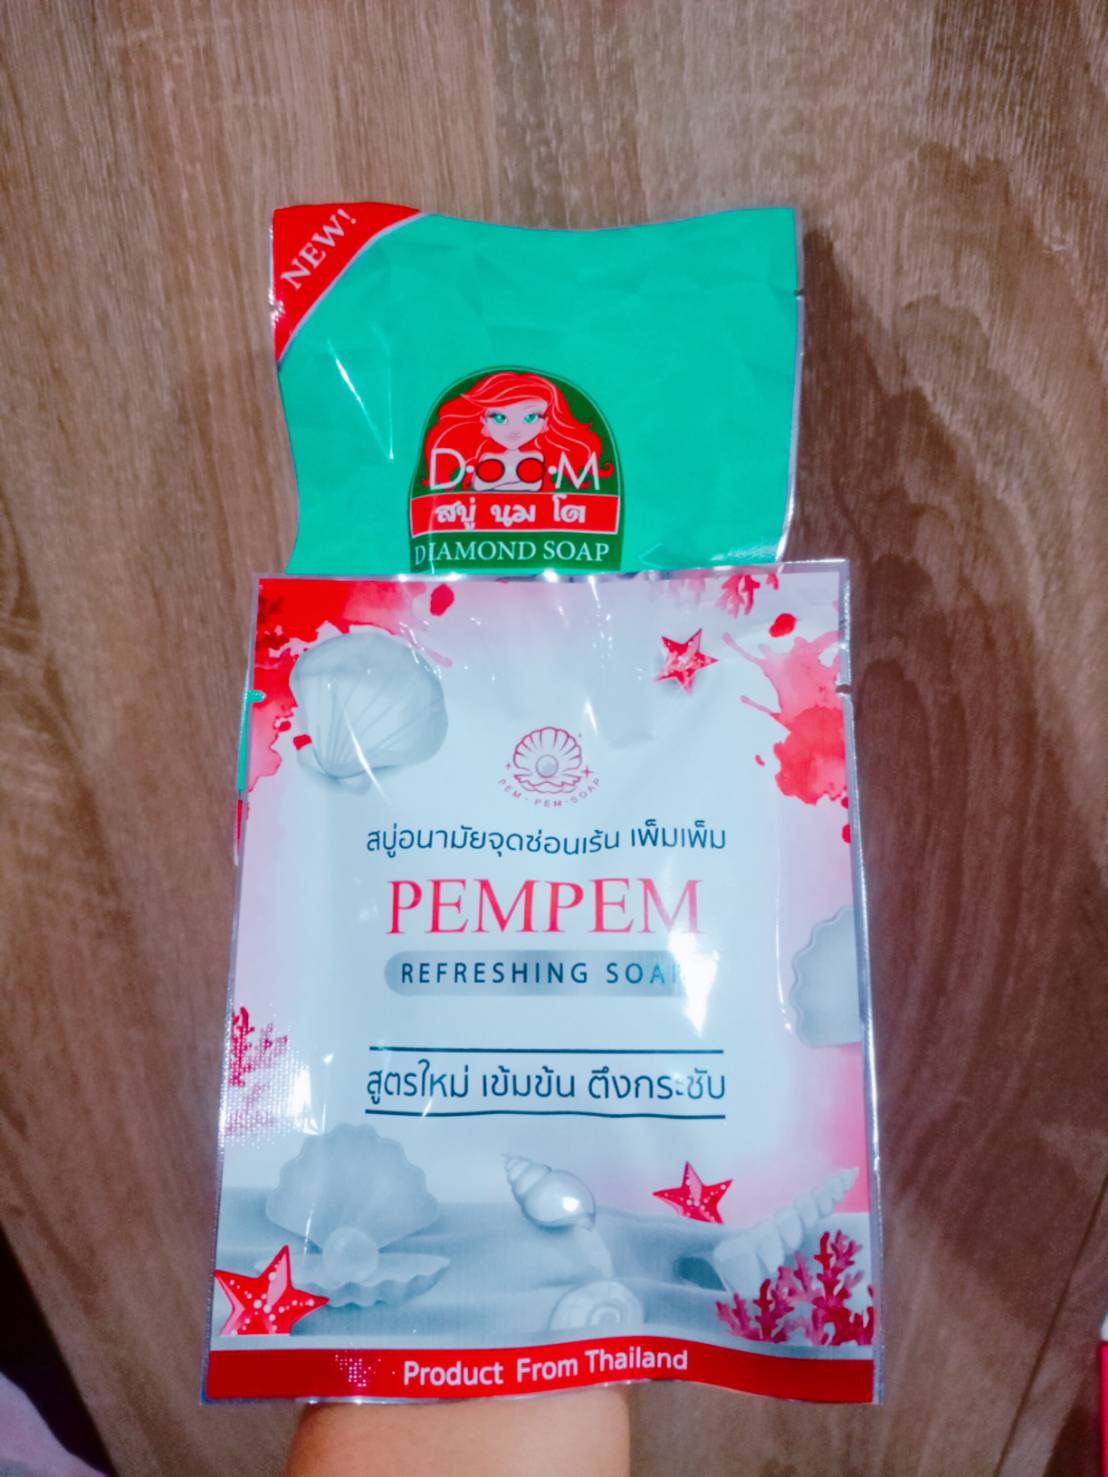 NEW!
D•OO•M
สบู่ นม โต
DIAMOND SOAP
PEM-PEM-SOAP
สบู่อนามัยจุดซ่อนเร้น เพ็มเพ็ม
PEMPEM
REFRESHING SOAP
สูตรใหม่ เข้มข้น ตึงกระชับ
Product From Thailand